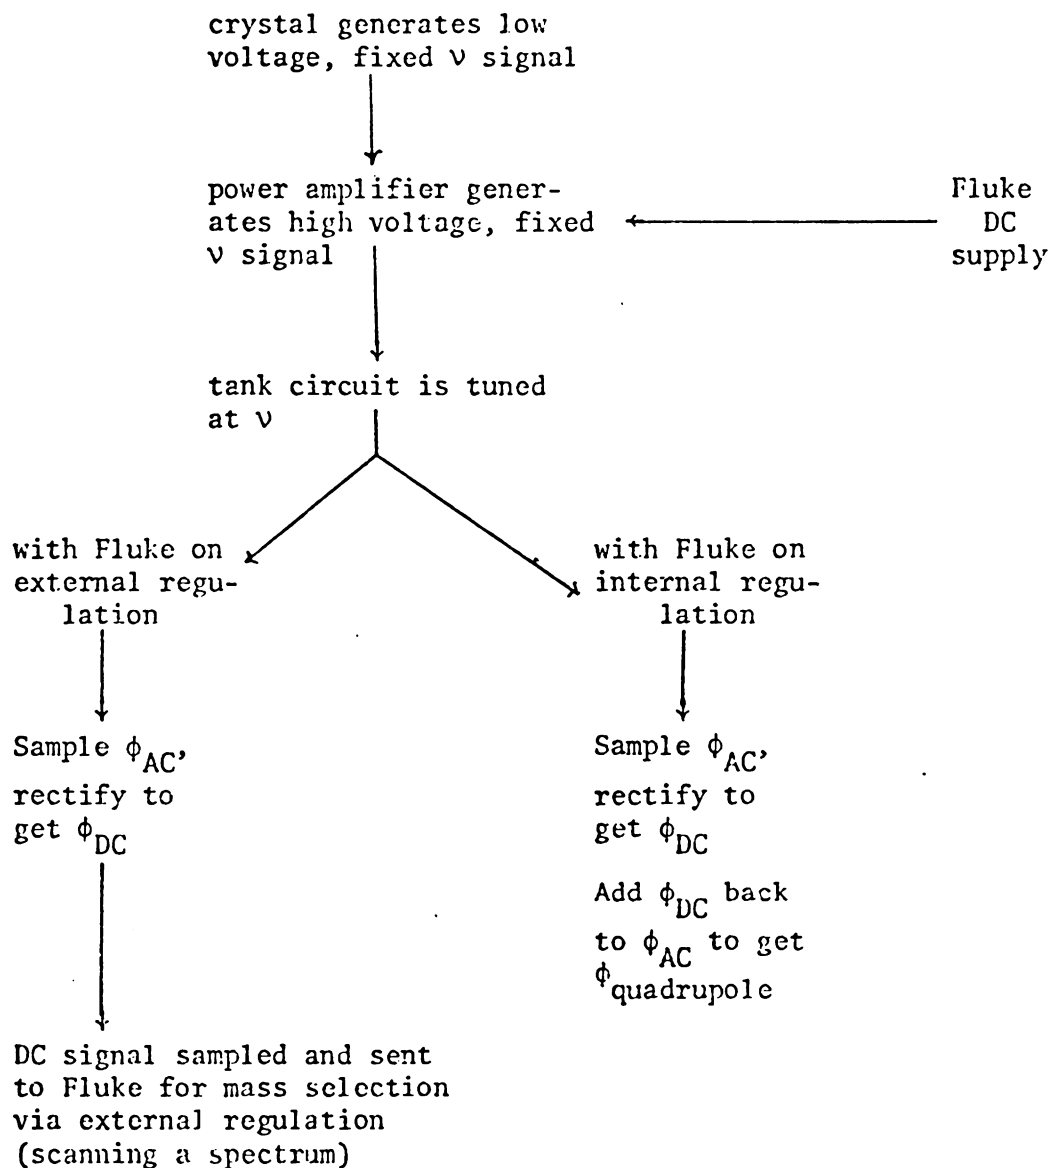 crystal generates low
voltage, fixed ν signal
power amplifier gener-
ates high voltage, fixed
ν signal
Fluke
DC
supply
tank circuit is tuned
at ν
with Fluke on
external regu-
lation
with Fluke on
internal regu-
lation
Sample ϕAC,
rectify to
get ϕDC
Sample ϕAC,
rectify to
get ϕDC
Add ϕDC back
to ϕAC to get
ϕquadrupole
DC signal sampled and sent
to Fluke for mass selection
via external regulation
(scanning a spectrum)